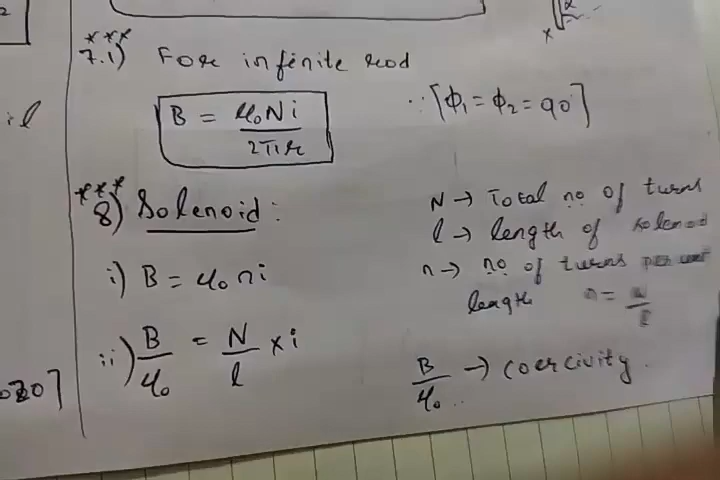 ***
7.1) For infinite rod
B = μ₀Ni / 2πr ∵ [ϕ₁ = ϕ₂ = 90°]
***
8) Solenoid:
N → Total no of turns
l → length of solenoid
i) B = μ₀ni
n → no of turns per unit
length n = N / l
ii) B / μ₀ = N / l × i
B / μ₀ → coercivity.